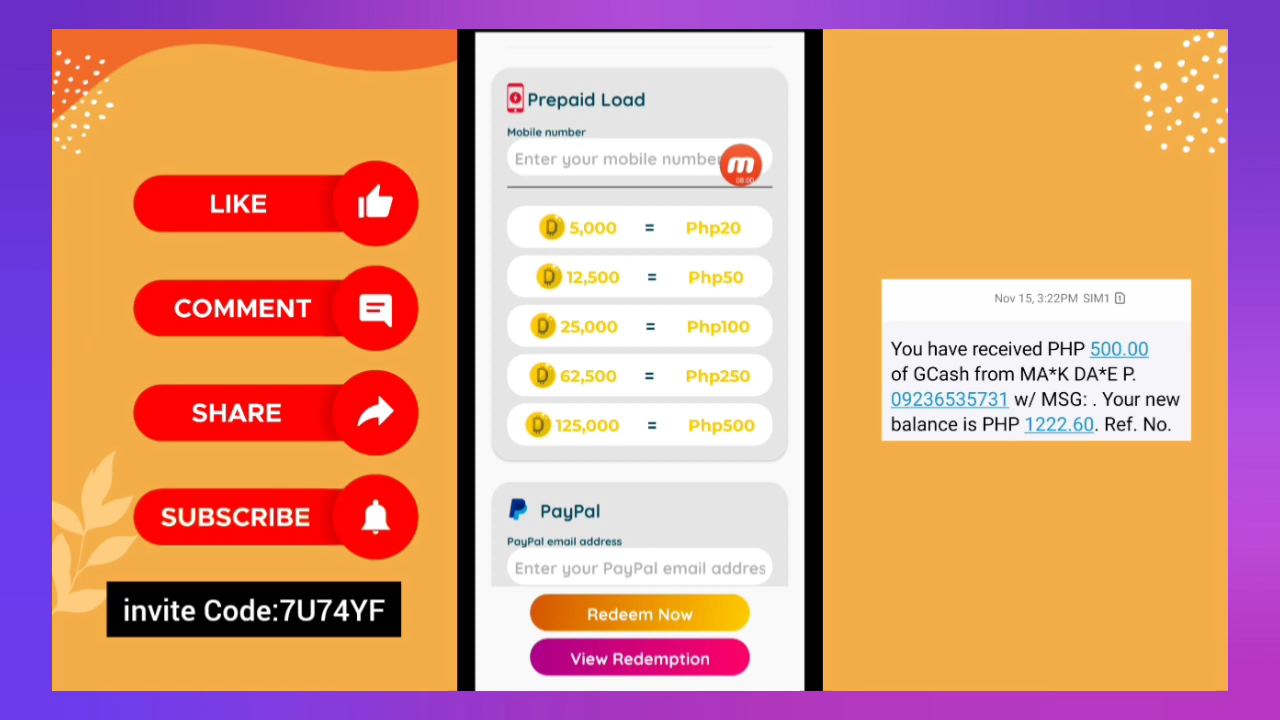 LIKE
COMMENT
SHARE
SUBSCRIBE
invite Code:7U74YF
Prepaid Load
Mobile number
Enter your mobile number
m
08:00
5,000 = Php20
12,500 = Php50
25,000 = Php100
62,500 = Php250
125,000 = Php500
PayPal
PayPal email address
Enter your PayPal email addres
Redeem Now
View Redemption
Nov 15, 3:22PM SIM1 1
You have received PHP 500.00
of GCash from MA*K DA*E P.
09236535731 w/ MSG: . Your new
balance is PHP 1222.60. Ref. No.